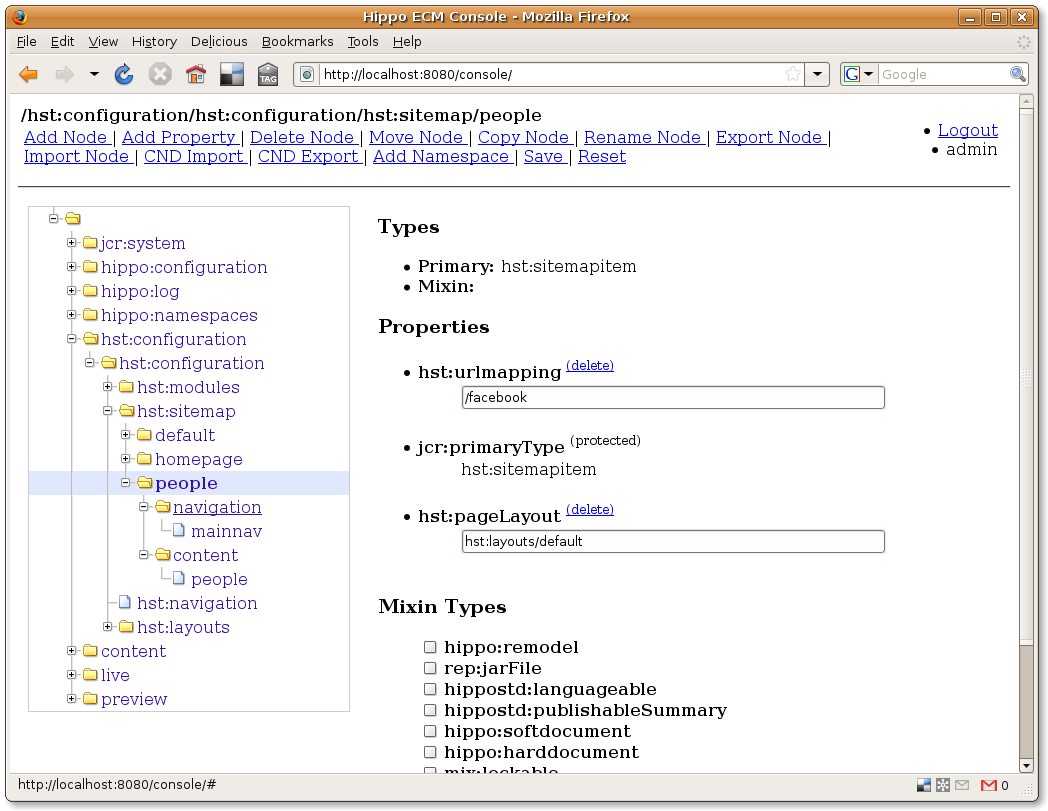 Hippo ECM Console - Mozilla Firefox
File Edit View History Delicious Bookmarks Tools Help
TAG http://localhost:8080/console/ G Google
/hst:configuration/hst:configuration/hst:sitemap/people
Add Node | Add Property | Delete Node | Move Node | Copy Node | Rename Node | Export Node |
Import Node | CND Import | CND Export | Add Namespace | Save | Reset
• Logout
• admin
jcr:system
hippo:configuration
hippo:log
hippo:namespaces
hst:configuration
hst:configuration
hst:modules
hst:sitemap
default
homepage
people
navigation
mainnav
content
people
hst:navigation
hst:layouts
content
live
preview
Types
• Primary: hst:sitemapitem
• Mixin:
Properties
• hst:urlmapping (delete)
/facebook
• jcr:primaryType (protected)
hst:sitemapitem
• hst:pageLayout (delete)
hst:layouts/default
Mixin Types
hippo:remodel
rep:jarFile
hippostd:languageable
hippostd:publishableSummary
hippo:softdocument
hippo:harddocument
mix:lockable
http://localhost:8080/console/# 0